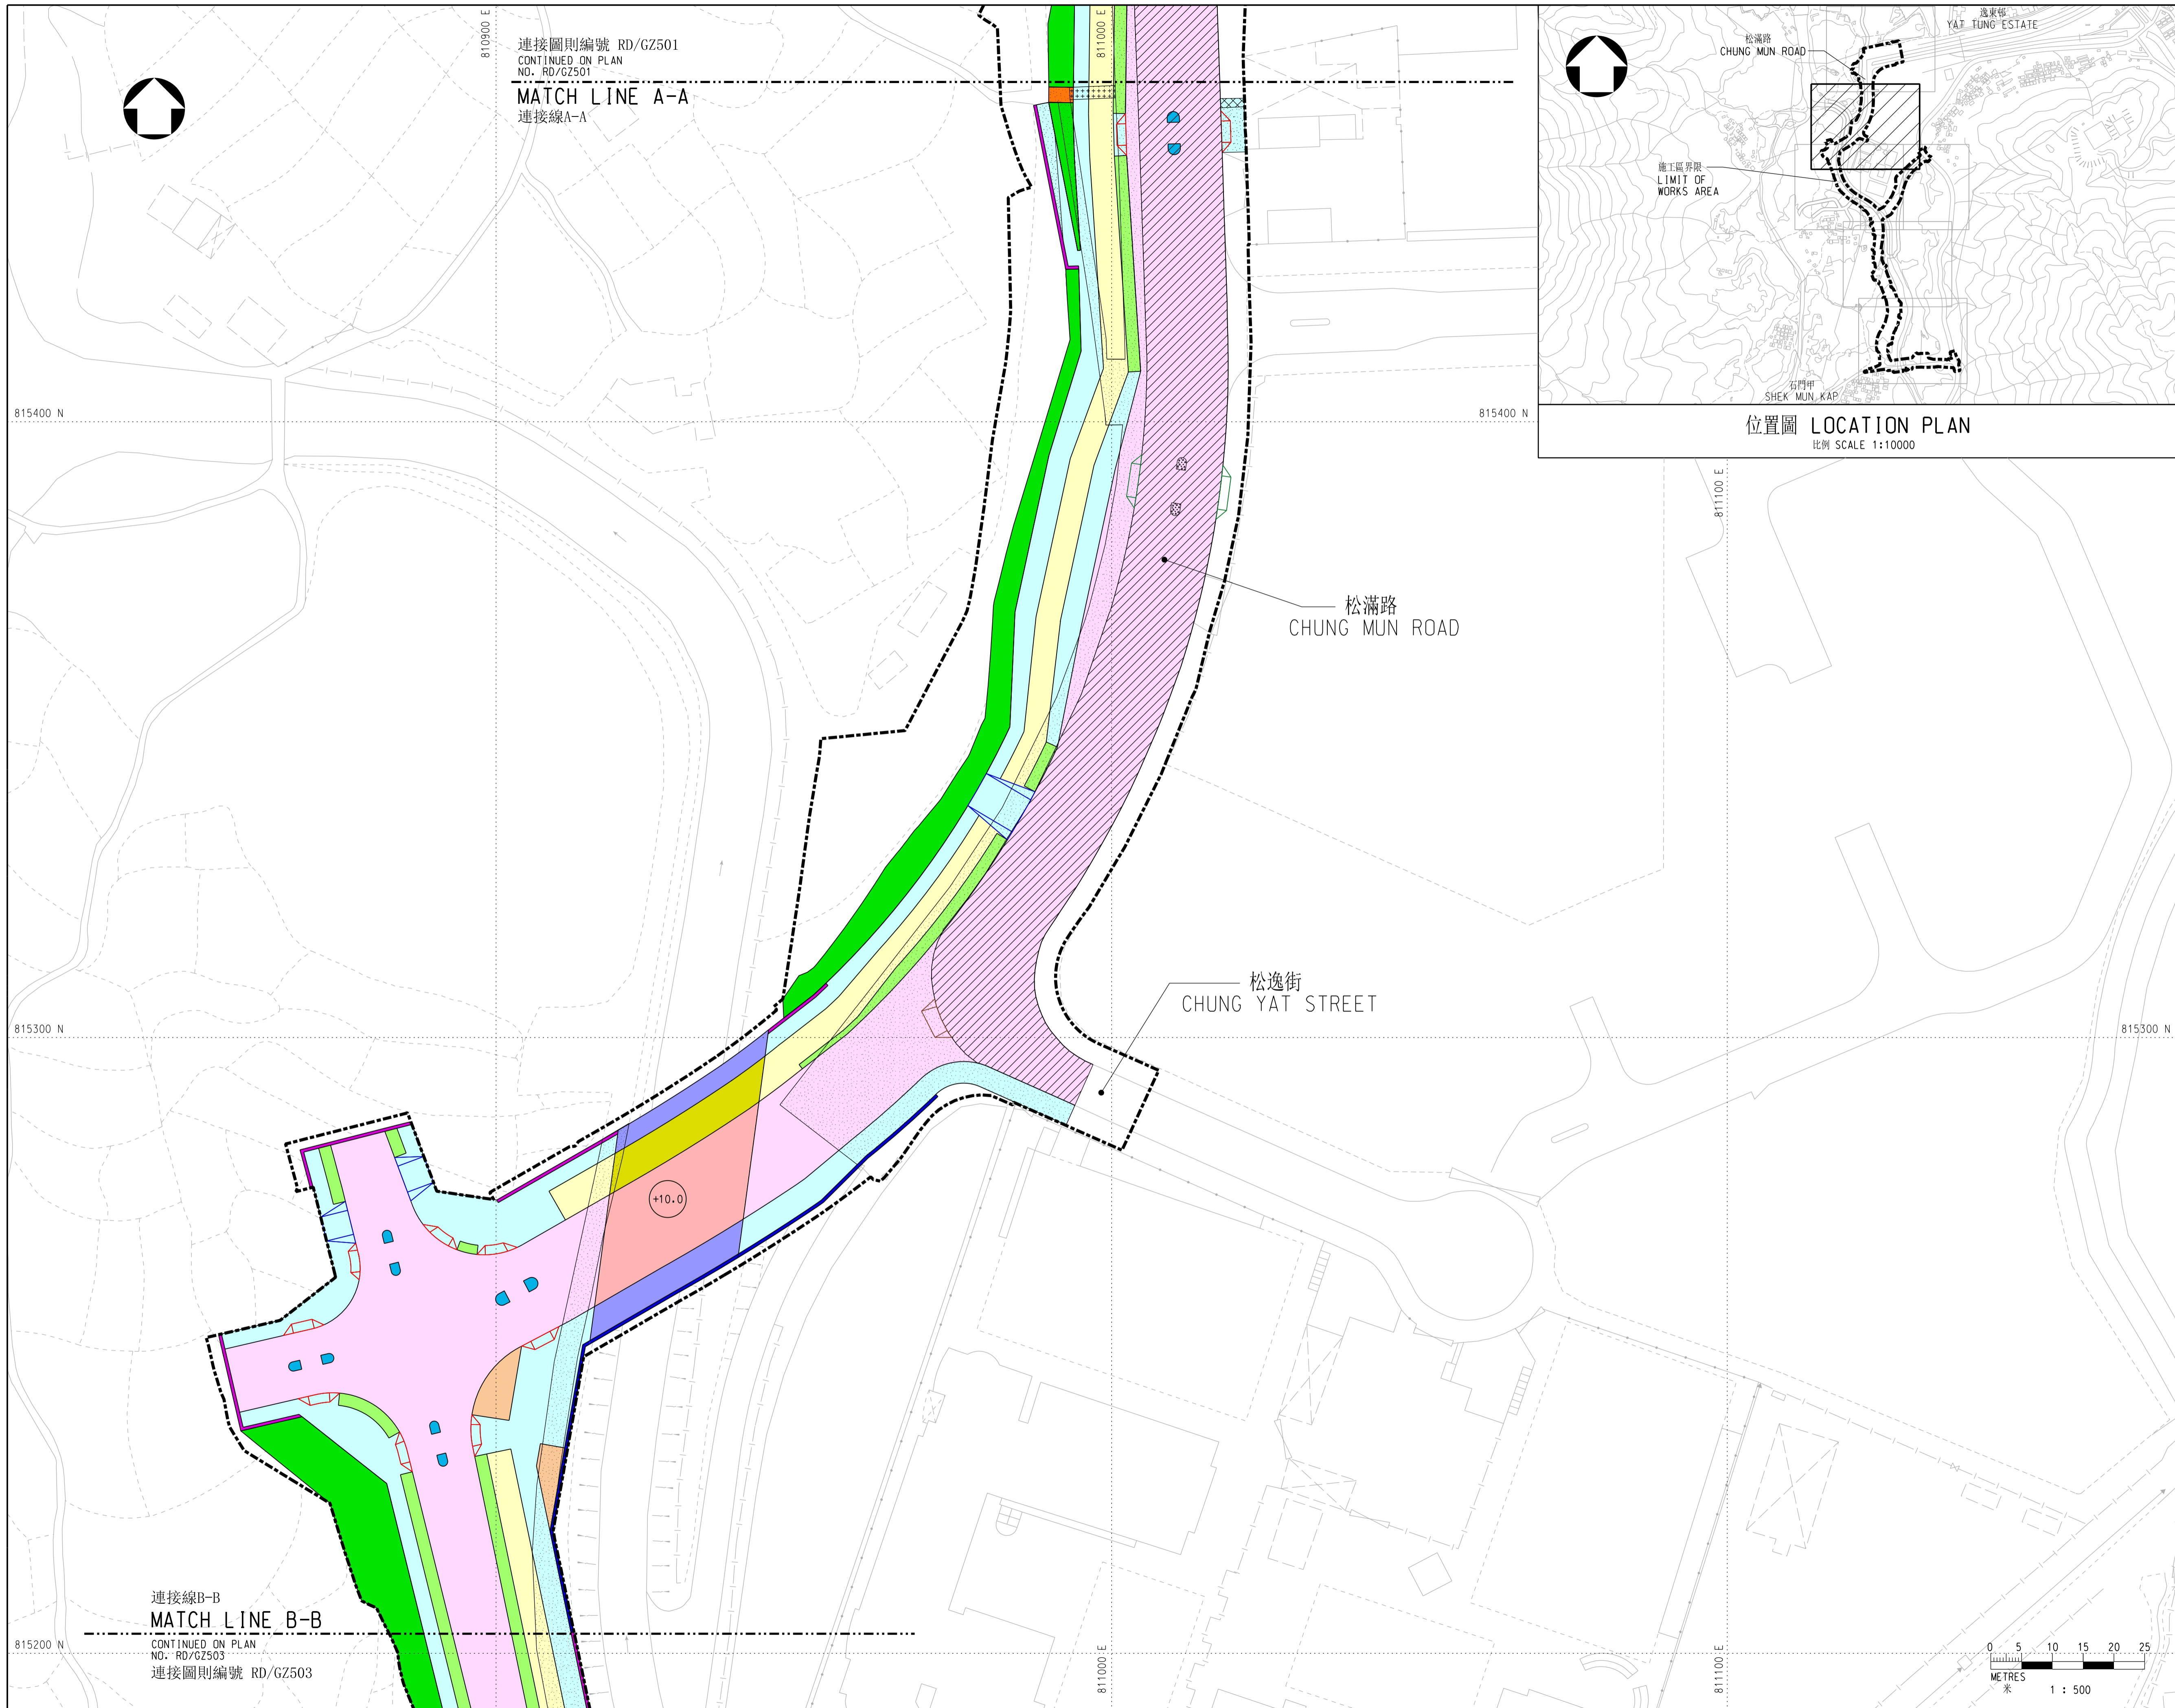 810900 E
連接圖則編號 RD/GZ501
CONTINUED ON PLAN
NO. RD/GZ501
MATCH LINE A-A
連接線A-A
811000 E
逸東邨
YAT TUNG ESTATE
松滿路
CHUNG MUN ROAD
施工區界限
LIMIT OF
WORKS AREA
石門甲
SHEK MUN KAP
位置圖 LOCATION PLAN
比例 SCALE 1:10000
815400 N
815400 N
811100 E
松滿路
CHUNG MUN ROAD
松逸街
CHUNG YAT STREET
815300 N
815300 N
+10.0
連接線B-B
MATCH LINE B-B
CONTINUED ON PLAN
NO. RD/GZ503
連接圖則編號 RD/GZ503
815200 N
811000 E
811100 E
0 5 10 15 20 25
METRES
米
1 : 500